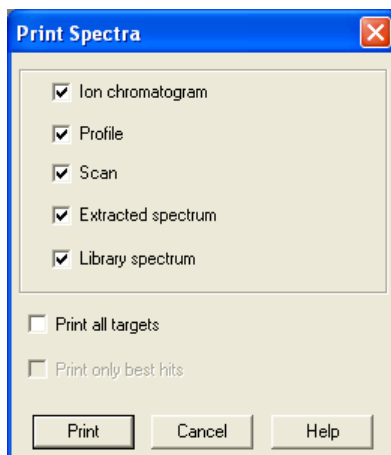 Print Spectra
Ion chromatogram
Profile
Scan
Extracted spectrum
Library spectrum
Print all targets
Print only best hits
Print Cancel Help